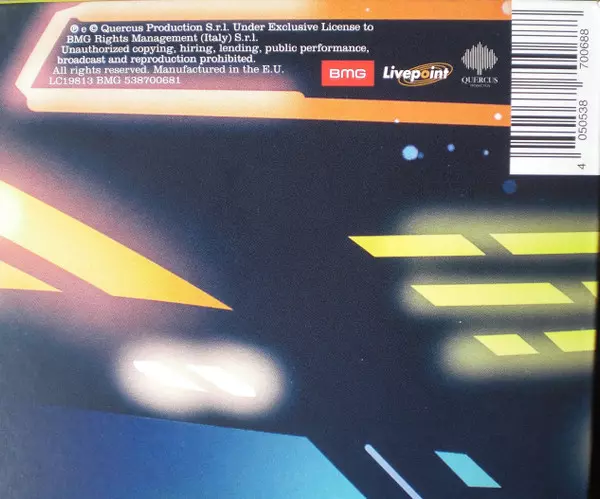 ℗ e © Quercus Production S.r.l. Under Exclusive License to
BMG Rights Management (Italy) S.r.l.
Unauthorized copying, hiring, lending, public performance,
broadcast and reproduction prohibited.
All rights reserved. Manufactured in the E.U.
LC19813 BMG 538700681
BMG
Livepoint
QUERCUS
4 050538 700688